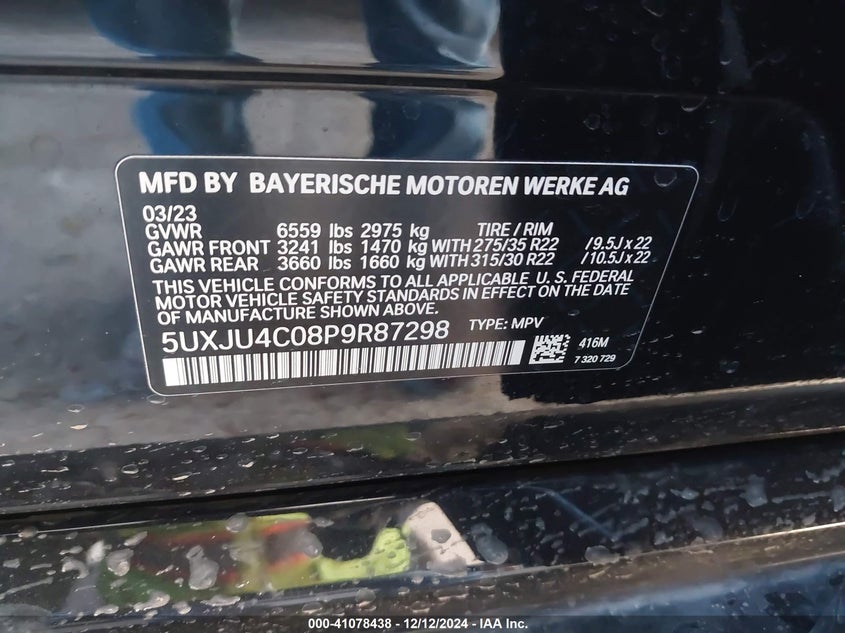 MFD BY BAYERISCHE MOTOREN WERKE AG
03/23
GVWR 6559 lbs 2975 kg TIRE / RIM
GAWR FRONT 3241 lbs 1470 kg WITH 275/35 R22 / 9.5J x 22
GAWR REAR 3660 lbs 1660 kg WITH 315/30 R22 / 10.5J x 22
THIS VEHICLE CONFORMS TO ALL APPLICABLE U. S. FEDERAL
MOTOR VEHICLE SAFETY STANDARDS IN EFFECT ON THE DATE
OF MANUFACTURE SHOWN ABOVE.
5UXJU4C08P9R87298 TYPE: MPV
416M
7 320 729
000-41078438 - 12/12/2024 - IAA Inc.